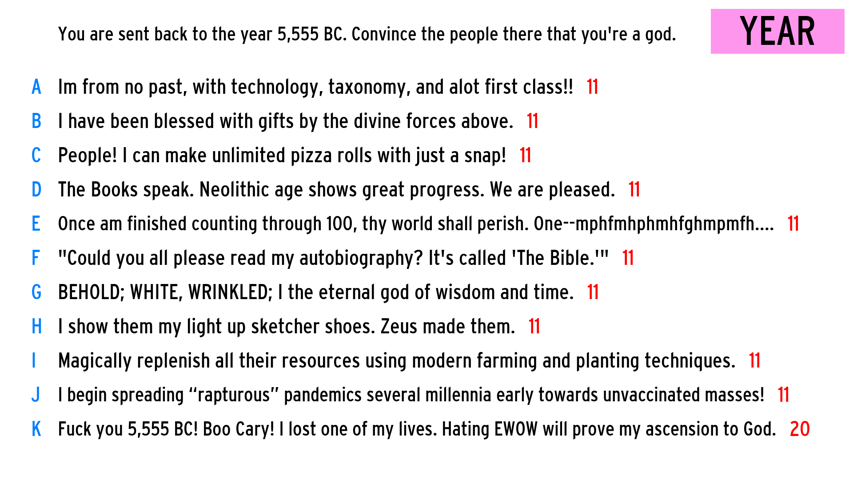 You are sent back to the year 5,555 BC. Convince the people there that you're a god.
YEAR
A Im from no past, with technology, taxonomy, and alot first class!! 11
B I have been blessed with gifts by the divine forces above. 11
C People! I can make unlimited pizza rolls with just a snap! 11
D The Books speak. Neolithic age shows great progress. We are pleased. 11
E Once am finished counting through 100, thy world shall perish. One--mphfmhphmhfghmpmfh.... 11
F "Could you all please read my autobiography? It's called 'The Bible.'" 11
G BEHOLD; WHITE, WRINKLED; I the eternal god of wisdom and time. 11
H I show them my light up sketcher shoes. Zeus made them. 11
I Magically replenish all their resources using modern farming and planting techniques. 11
J I begin spreading “rapturous” pandemics several millennia early towards unvaccinated masses! 11
K Fuck you 5,555 BC! Boo Cary! I lost one of my lives. Hating EWOW will prove my ascension to God. 20